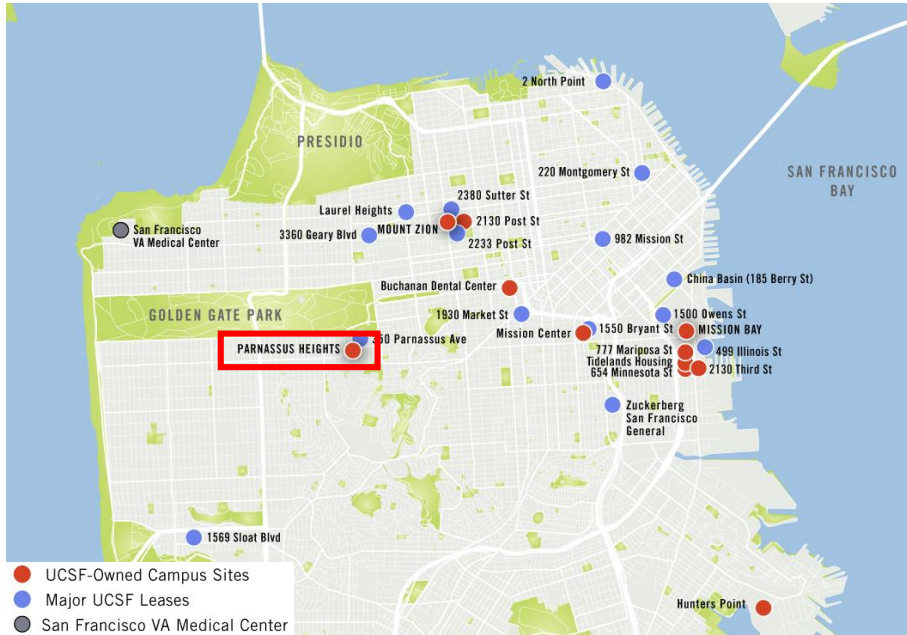 2 North Point
PRESIDIO
220 Montgomery St
SAN FRANCISCO
BAY
2380 Sutter St
Laurel Heights
2130 Post St
MOUNT ZION
San Francisco
VA Medical Center
3360 Geary Blvd
2233 Post St
982 Mission St
China Basin (185 Berry St)
Buchanan Dental Center
GOLDEN GATE PARK
1930 Market St
1500 Owens St
Mission Center
1550 Bryant St
MISSION BAY
PARNASSUS HEIGHTS
350 Parnassus Ave
777 Mariposa St
499 Illinois St
Tidelands Housing
654 Minnesota St
2130 Third St
Zuckerberg
San Francisco
General
1569 Sloat Blvd
UCSF-Owned Campus Sites
Major UCSF Leases
San Francisco VA Medical Center
Hunters Point